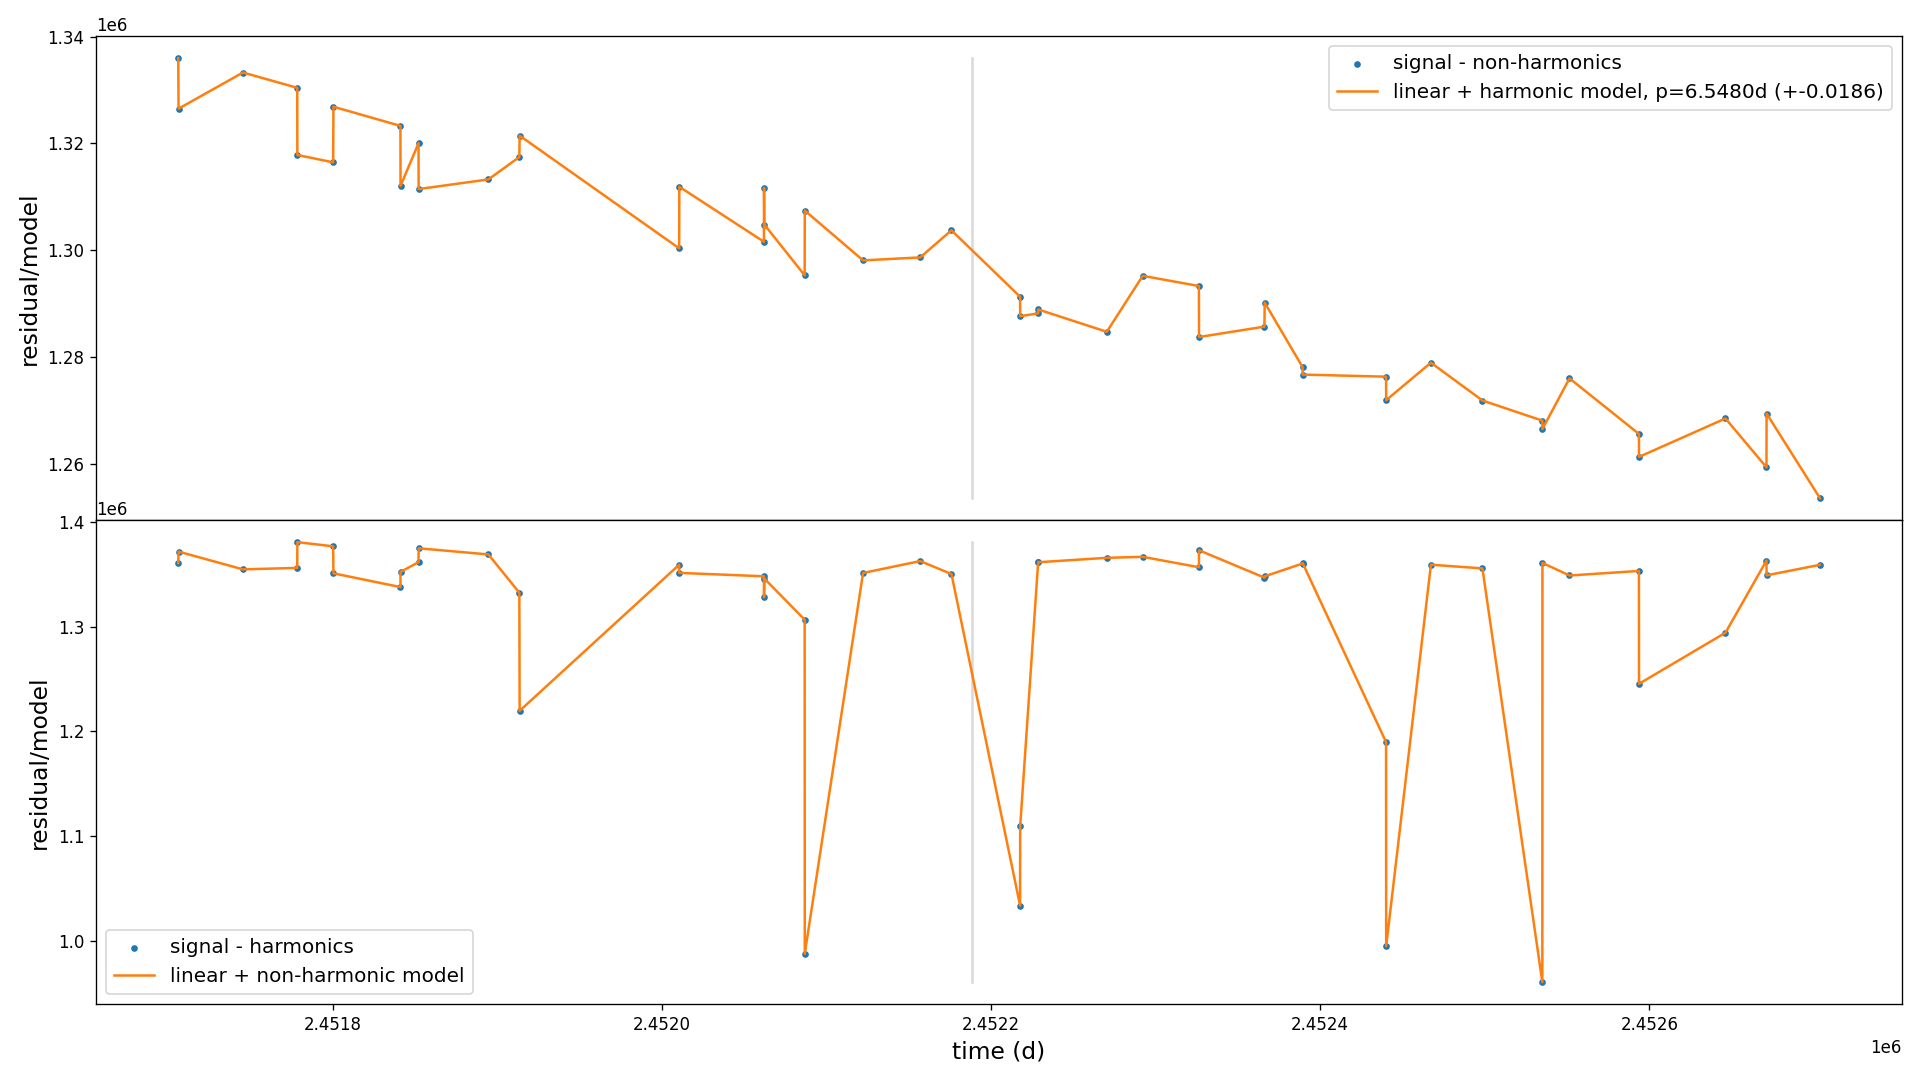 1e6
1.34
1.32
1.30
1.28
1.26
residual/model
signal - non-harmonics
linear + harmonic model, p=6.5480d (+-0.0186)
1e6
1.4
1.3
1.2
1.1
1.0
residual/model
signal - harmonics
linear + non-harmonic model
2.4518 2.4520 2.4522 2.4524 2.4526
1e6
time (d)